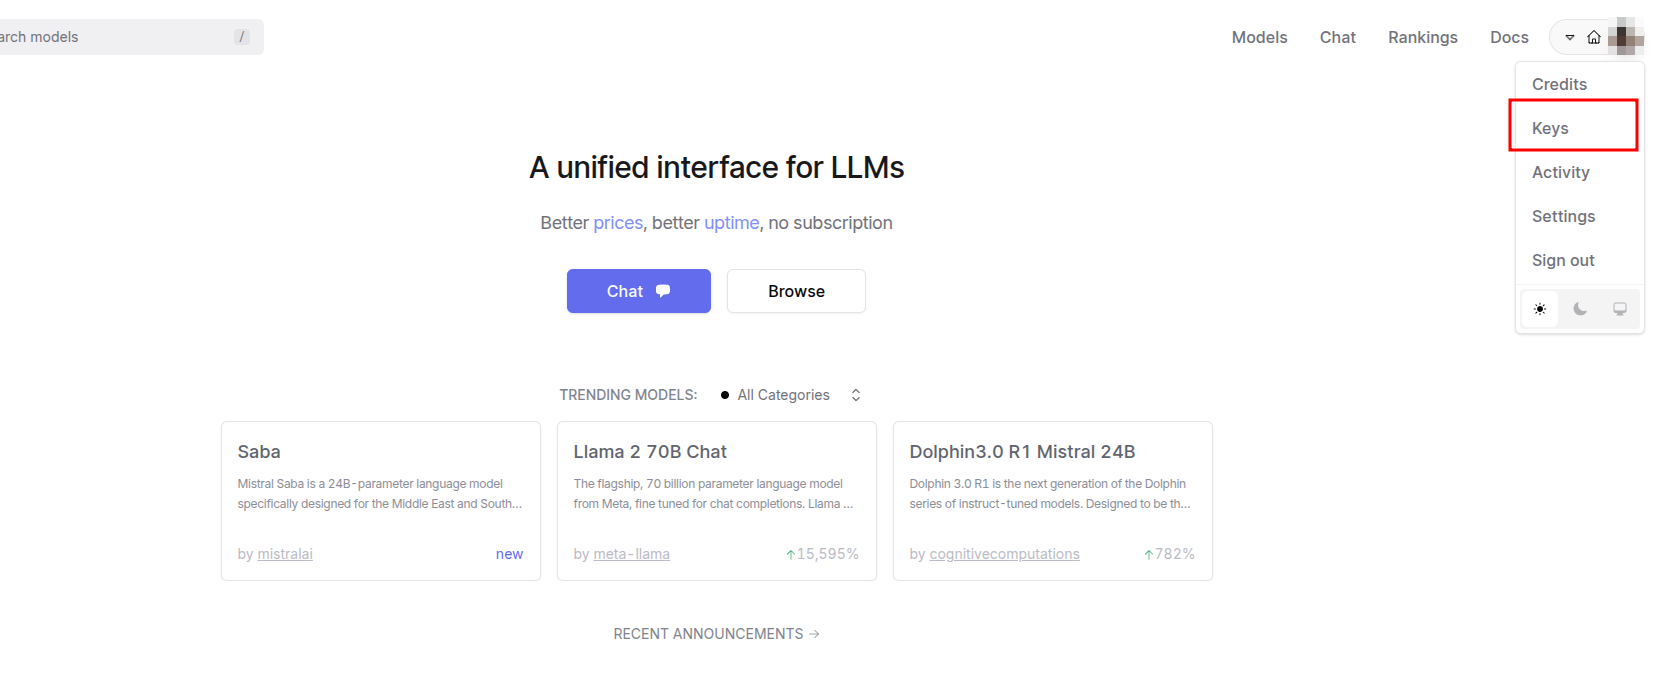 arch models /
Models Chat Rankings Docs
Credits
Keys
Activity
Settings
Sign out
A unified interface for LLMs
Better prices, better uptime, no subscription
Chat Browse
TRENDING MODELS: All Categories
Saba
Mistral Saba is a 24B-parameter language model
specifically designed for the Middle East and South...
by mistralai new
Llama 2 70B Chat
The flagship, 70 billion parameter language model
from Meta, fine tuned for chat completions. Llama ...
by meta-llama ↑15,595%
Dolphin3.0 R1 Mistral 24B
Dolphin 3.0 R1 is the next generation of the Dolphin
series of instruct-tuned models. Designed to be th...
by cognitivecomputations ↑782%
RECENT ANNOUNCEMENTS →